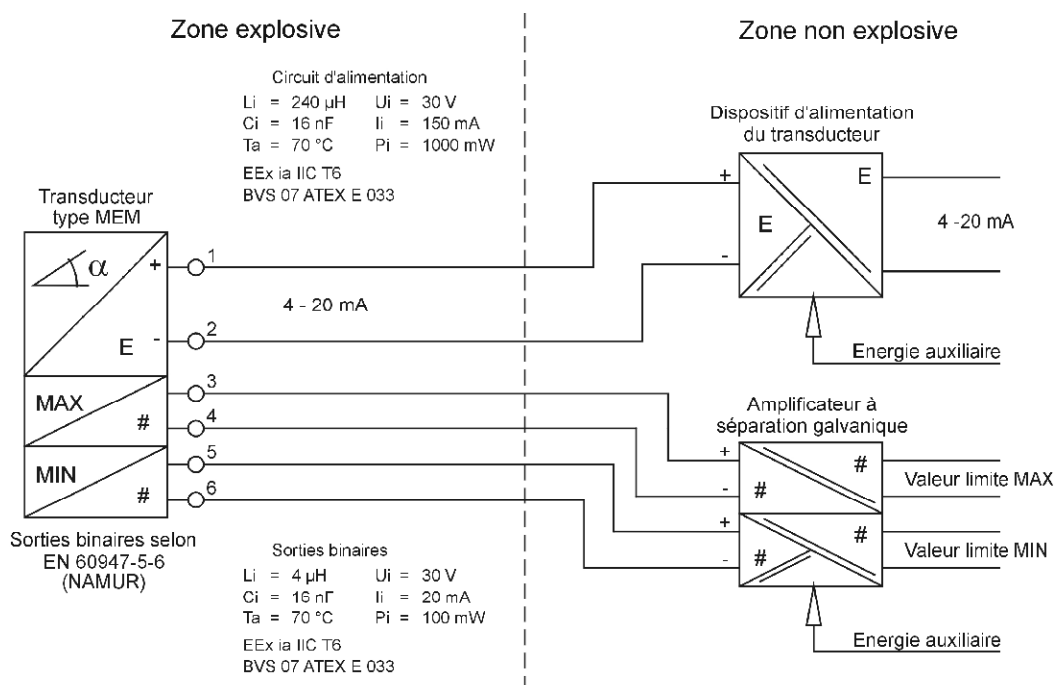 Zone explosive
Zone non explosive
Circuit d'alimentation
Li = 240 µH Ui = 30 V
Ci = 16 nF Ii = 150 mA
Ta = 70 °C Pi = 1000 mW
EEx ia IIC T6
BVS 07 ATEX E 033
Dispositif d'alimentation
du transducteur
+
-
E
E
4 -20 mA
Energie auxiliaire
Transducteur
type MEM
α
+
-
E
1
2
4 - 20 mA
MAX
#
3
4
MIN
#
5
6
Sorties binaires selon
EN 60947-5-6
(NAMUR)
Amplificateur à
séparation galvanique
+
-
#
#
Valeur limite MAX
+
-
#
#
Valeur limite MIN
Energie auxiliaire
Sorties binaires
Li = 4 µH Ui = 30 V
Ci = 16 nF Ii = 20 mA
Ta = 70 °C Pi = 100 mW
EEx ia IIC T6
BVS 07 ATEX E 033